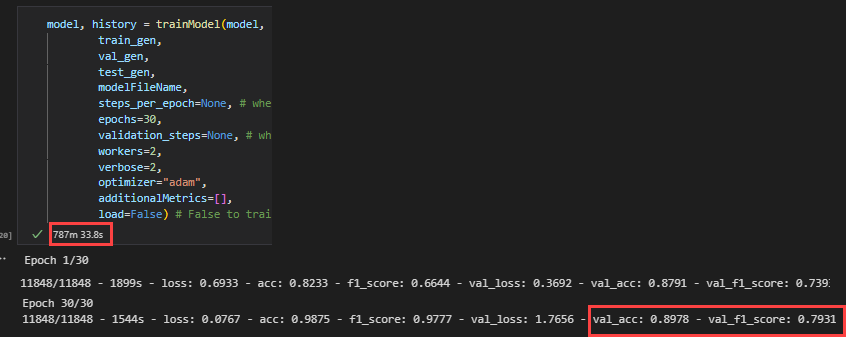 model, history = trainModel(model,
train_gen,
val_gen,
test_gen,
modelFileName,
steps_per_epoch=None, # whe
epochs=30,
validation_steps=None, # wh
workers=2,
verbose=2,
optimizer="adam",
additionalMetrics=[],
load=False) # False to trai
20] 787m 33.8s
Epoch 1/30
11848/11848 - 1899s - loss: 0.6933 - acc: 0.8233 - f1_score: 0.6644 - val_loss: 0.3692 - val_acc: 0.8791 - val_f1_score: 0.739
Epoch 30/30
11848/11848 - 1544s - loss: 0.0767 - acc: 0.9875 - f1_score: 0.9777 - val_loss: 1.7656 - val_acc: 0.8978 - val_f1_score: 0.7931